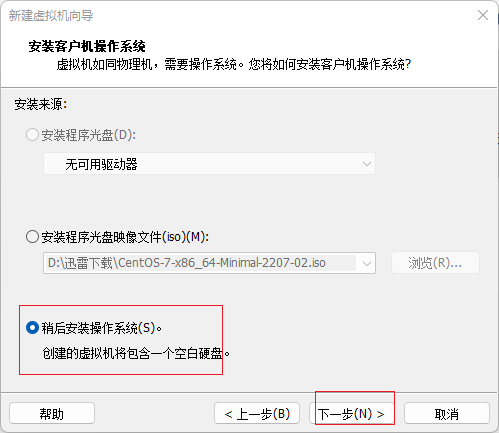 新建虚拟机向导
安装客户机操作系统
虚拟机如同物理机，需要操作系统。您将如何安装客户机操作系统?
安装来源:
安装程序光盘(D):
无可用驱动器
安装程序光盘映像文件(iso)(M):
D:\迅雷下载\CentOS-7-x86_64-Minimal-2207-02.iso
浏览(R)...
稍后安装操作系统(S)。
创建的虚拟机将包含一个空白硬盘。
帮助
< 上一步(B)
下一步(N) >
取消